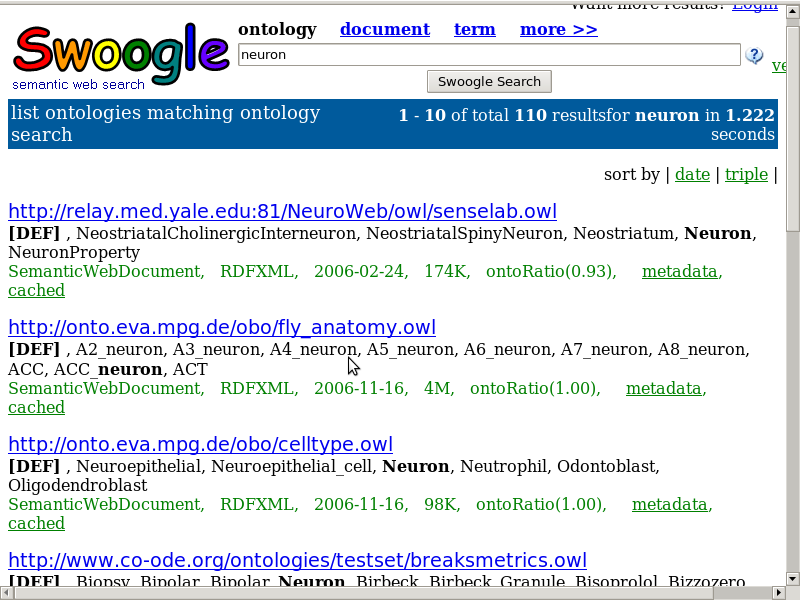 Want more results? Login
Swoogle
semantic web search
ontology document term more >>
neuron
Swoogle Search
list ontologies matching ontology
search
1 - 10 of total 110 resultsfor neuron in 1.222
seconds
sort by | date | triple |
http://relay.med.yale.edu:81/NeuroWeb/owl/senselab.owl
[DEF] , NeostriatalCholinergicInterneuron, NeostriatalSpinyNeuron, Neostriatum, Neuron,
NeuronProperty
SemanticWebDocument, RDFXML, 2006-02-24, 174K, ontoRatio(0.93), metadata,
cached
http://onto.eva.mpg.de/obo/fly_anatomy.owl
[DEF] , A2_neuron, A3_neuron, A4_neuron, A5_neuron, A6_neuron, A7_neuron, A8_neuron,
ACC, ACC_neuron, ACT
SemanticWebDocument, RDFXML, 2006-11-16, 4M, ontoRatio(1.00), metadata,
cached
http://onto.eva.mpg.de/obo/celltype.owl
[DEF] , Neuroepithelial, Neuroepithelial_cell, Neuron, Neutrophil, Odontoblast,
Oligodendroblast
SemanticWebDocument, RDFXML, 2006-11-16, 98K, ontoRatio(1.00), metadata,
cached
http://www.co-ode.org/ontologies/testset/breaksmetrics.owl
[DEF] , Biopsy, Bipolar, Bipolar_Neuron, Birbeck, Birbeck_Granule, Bisoprolol, Bizzozero